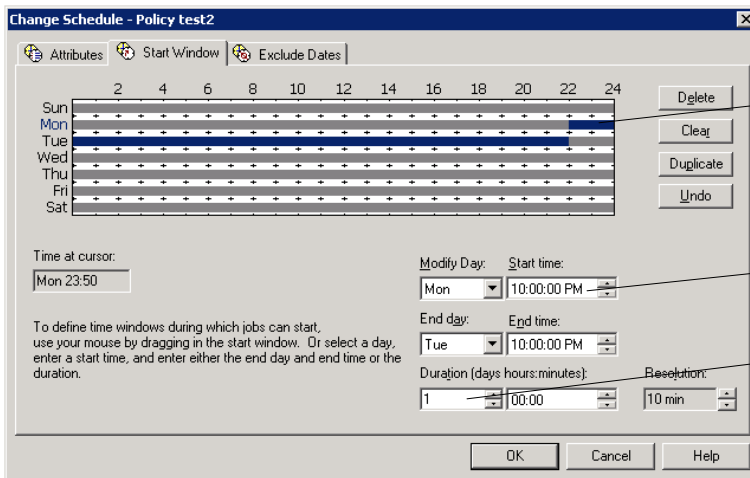 Change Schedule - Policy test2
Attributes
Start Window
Exclude Dates
2 4 6 8 10 12 14 16 18 20 22 24
Sun
Mon
Tue
Wed
Thu
Fri
Sat
Delete
Clear
Duplicate
Undo
Time at cursor:
Mon 23:50
To define time windows during which jobs can start,
use your mouse by dragging in the start window. Or select a day,
enter a start time, and enter either the end day and end time or the
duration.
Modify Day: Start time:
Mon 10:00:00 PM
End day: End time:
Tue 10:00:00 PM
Duration (days hours:minutes): Resolution:
1 00:00 10 min
OK Cancel Help